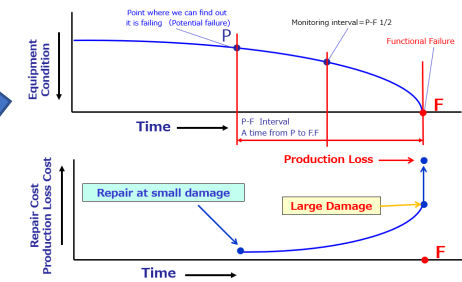 Point where we can find out
it is failing （Potential failure）
P
Monitoring interval＝P-F 1/2
Functional Failure
Equipment
Condition
F
Time
P-F Interval
A time from P to F.F
Production Loss
Repair Cost
Production Loss Cost
Repair at small damage
Large Damage
F
Time